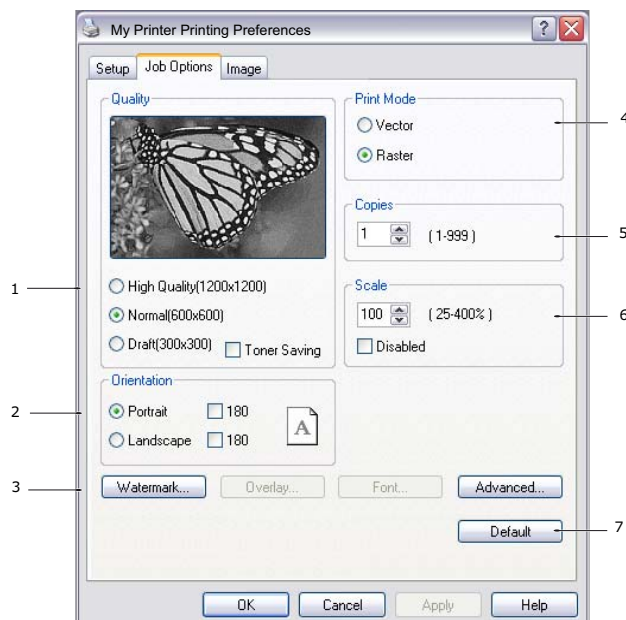 My Printer Printing Preferences
?
Setup Job Options Image
Quality
1
High Quality(1200x1200)
Normal(600x600)
Draft(300x300) Toner Saving
Orientation
2
Portrait 180
Landscape 180
A
Print Mode
4
Vector
Raster
Copies
1 ( 1-999 ) 5
Scale
100 ( 25-400% ) 6
Disabled
3
Watermark... Overlay... Font... Advanced...
Default 7
OK Cancel Apply Help